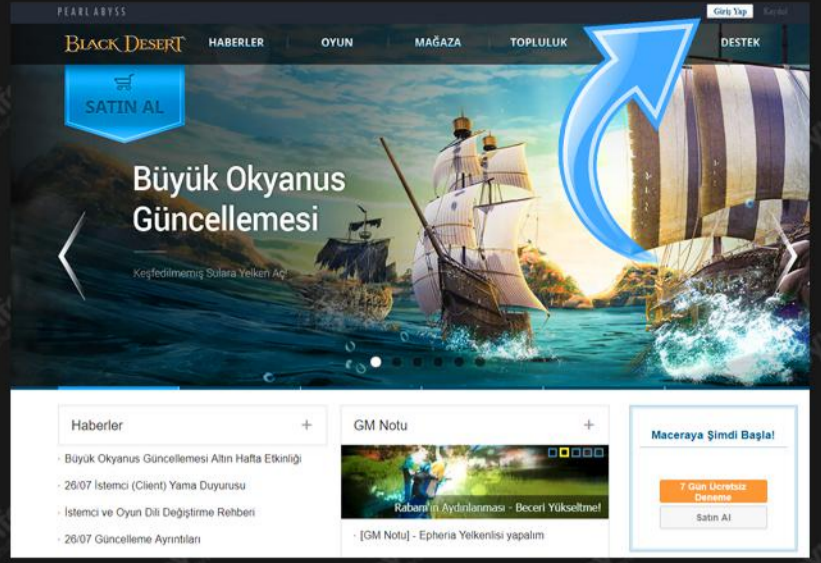 PEARL ABYSS
Giriş Yap Kaydol
BLACK DESERT HABERLER OYUN MAĞAZA TOPLULUK DESTEK
SATIN AL
Büyük Okyanus
Güncellemesi
Keşfedilmemiş Sulara Yelken Aç!
Haberler
· Büyük Okyanus Güncellemesi Altın Hafta Etkinliği
· 26/07 İstemci (Client) Yama Duyurusu
· İstemci ve Oyun Dili Değiştirme Rehberi
· 26/07 Güncelleme Ayrıntıları
GM Notu
Rabam'ın Aydınlanması - Beceri Yükseltme!
· [GM Notu] - Epheria Yelkenlisi yapalım
Maceraya Şimdi Başla!
7 Gün Ücretsiz
Deneme
Satın Al